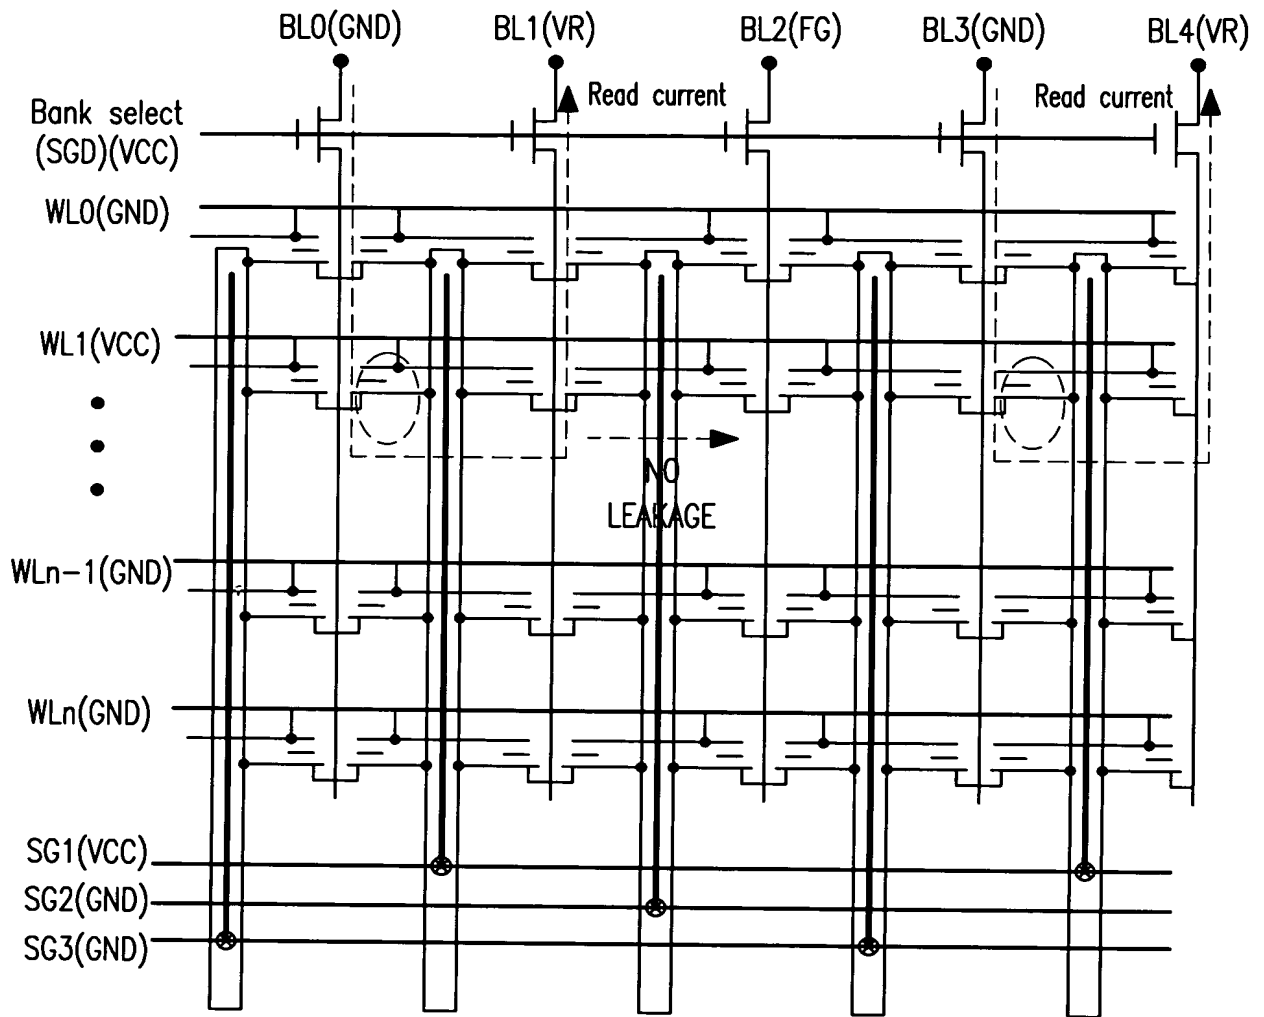 BL0(GND)
BL1(VR)
BL2(FG)
BL3(GND)
BL4(VR)
Read current
Read current
Bank select
(SGD)(VCC)
WL0(GND)
WL1(VCC)
NO
LEAKAGE
WLn-1(GND)
WLn(GND)
SG1(VCC)
SG2(GND)
SG3(GND)